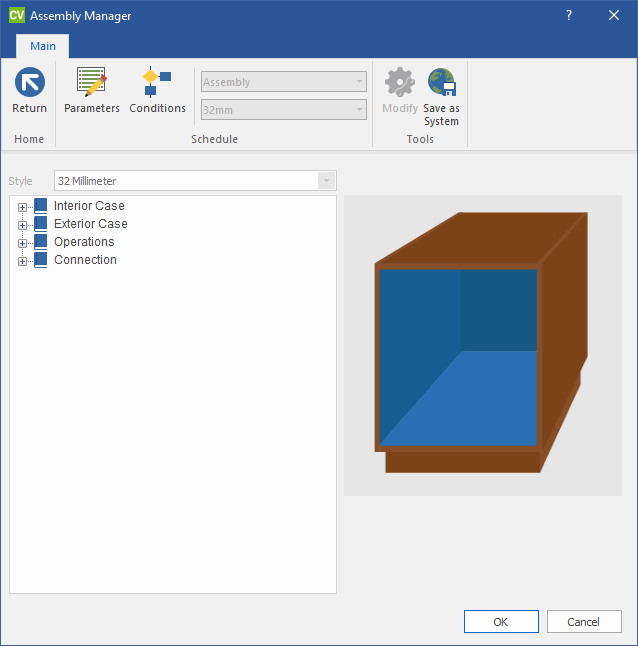 CV Assembly Manager ?
Main
Return
Parameters
Conditions
Assembly
32mm
Modify
Save as
System
Home
Schedule
Tools
Style
32 Millimeter
Interior Case
Exterior Case
Operations
Connection
OK
Cancel